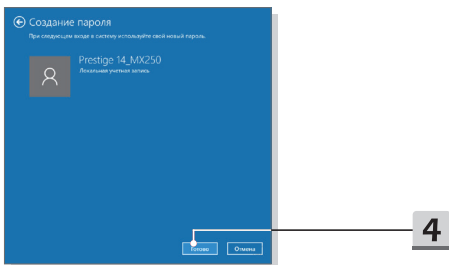 Создание пароля
При следующем входе в систему используйте свой новый пароль.
Prestige 14_MX250
Локальная учетная запись
Готово
Отмена
4